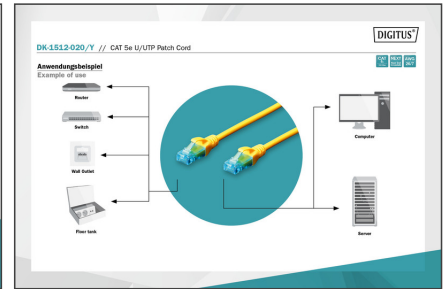 DIGITUS®
DK-1512-020/Y // CAT 5e U/UTP Patch Cord
Anwendungsbeispiel
Example of use
Router
Switch
Wall Outlet
Floor tank
Computer
Server